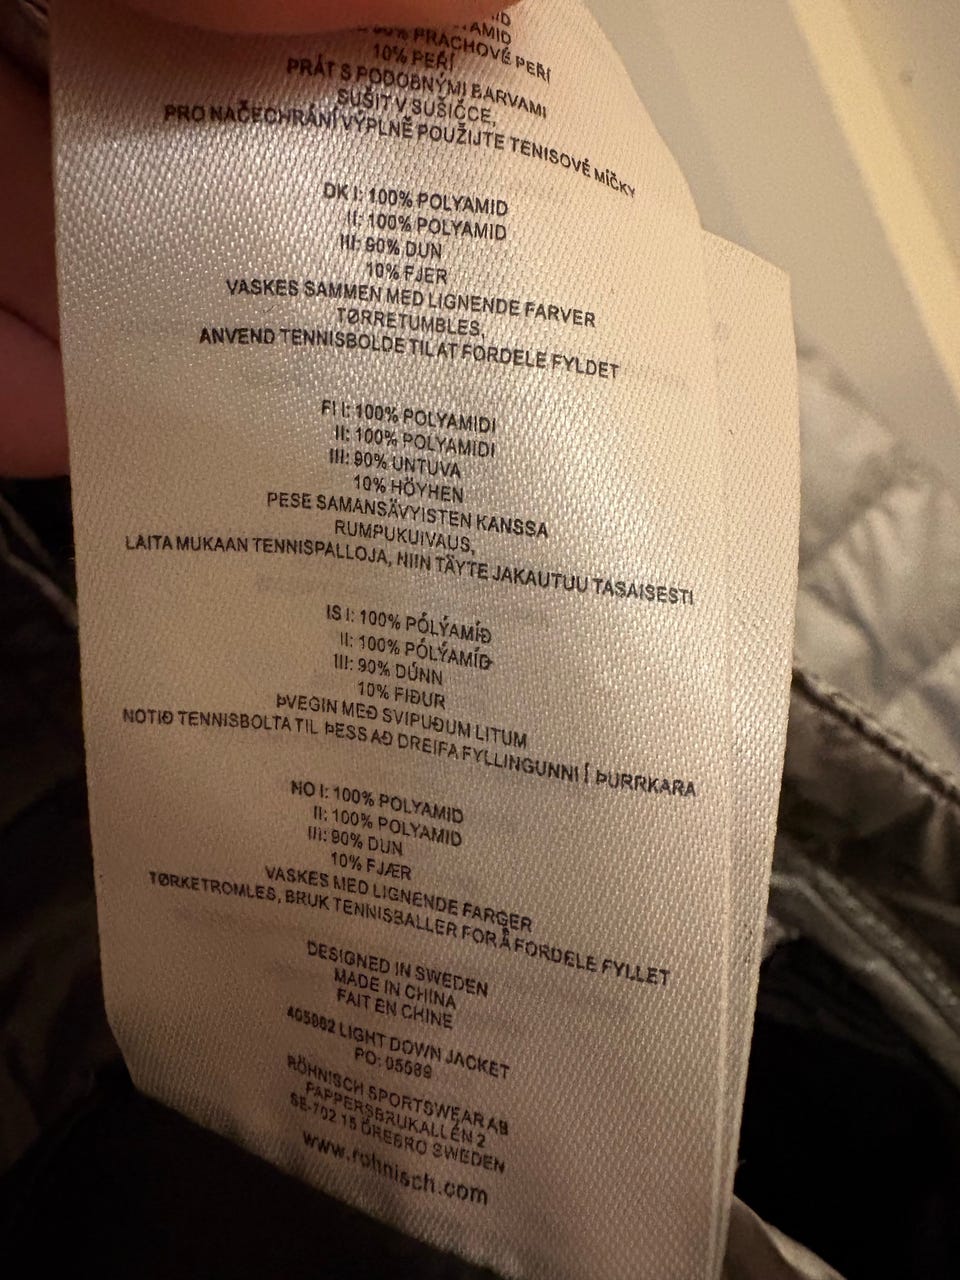 AMID
PRACHOVÉ PEŘÍ
10% PEŘÍ
PRÁT S PODOBNÝMI BARVAMI
SUŠIT V SUŠIČCE,
PRO NAČECHRÁNÍ VÝPLNĚ POUŽIJTE TENISOVÉ MÍČKY
DK I: 100% POLYAMID
II: 100% POLYAMID
III: 90% DUN
10% FJER
VASKES SAMMEN MED LIGNENDE FARVER
TØRRETUMBLES,
ANVEND TENNISBOLDE TIL AT FORDELE FYLDET
FI I: 100% POLYAMIDI
II: 100% POLYAMIDI
III: 90% UNTUVA
10% HÖYHEN
PESE SAMANSÄVYISTEN KANSSA
RUMPUKUIVAUS,
LAITA MUKAAN TENNISPALLOJA, NIIN TÄYTE JAKAUTUU TASAISESTI
IS I: 100% PÓLÝAMÍÐ
II: 100% PÓLÝAMÍÐ
III: 90% DÚNN
10% FIÐUR
ÞVEGIN MEÐ SVIPUÐUM LITUM
NOTIÐ TENNISBOLTA TIL ÞESS AÐ DREIFA FYLLINGUNNI Í ÞURRKARA
NO I: 100% POLYAMID
II: 100% POLYAMID
III: 90% DUN
10% FJÆR
VASKES MED LIGNENDE FARGER
TØRKETROMLES, BRUK TENNISBALLER FOR Å FORDELE FYLLET
DESIGNED IN SWEDEN
MADE IN CHINA
FAIT EN CHINE
LIGHT DOWN JACKET
PO: 05589
RÖHNISCH SPORTSWEAR AB
PAPPERSBRUKALLÉN 2
SE-702 15 ÖREBRO SWEDEN
www.rohnisch.com